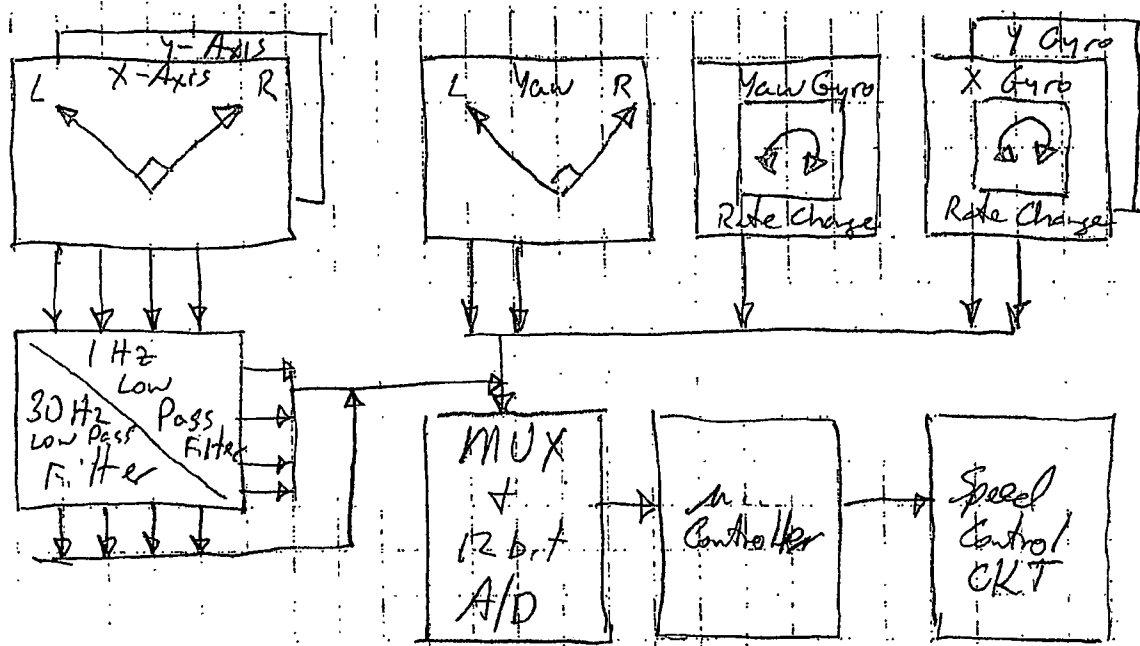 Y-Axis
X-Axis
L R
L Yaw R
Yaw Gyro
Rate Change
Y Gyro
X Gyro
Rate Change
1 Hz
Low
Pass
Filter
30 Hz
Low Pass
Filter
MUX
+
12 bit
A/D
Controller
Speed
Control
CKT